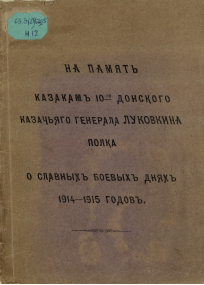 НА ПАМЯТЬ
КАЗАКАМЪ 10-го ДОНСКОГО
КАЗАЧЬЯГО ГЕНЕРАЛА ЛУКОВКИНА
ПОЛКА
О СЛАВНЫХЪ БОЕВЫХЪ ДНЯХЪ
1914—1915 ГОДОВЪ.